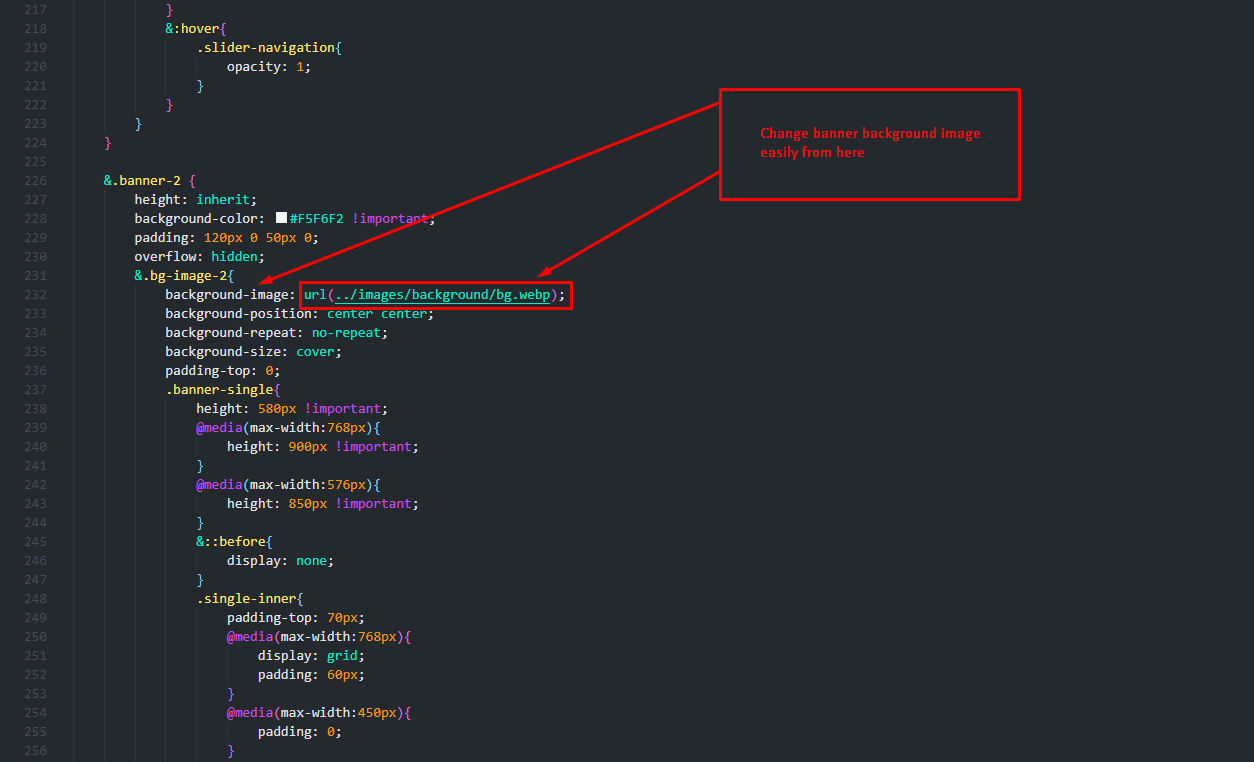 217 }
218 &:hover{
219 .slider-navigation{
220 opacity: 1;
221 }
222 }
223 }
224 }
225
226 &.banner-2 {
227 height: inherit;
228 background-color: #F5F6F2 !important;
229 padding: 120px 0 50px 0;
230 overflow: hidden;
231 &.bg-image-2{
232 background-image: url(../images/background/bg.webp);
233 background-position: center center;
234 background-repeat: no-repeat;
235 background-size: cover;
236 padding-top: 0;
237 .banner-single{
238 height: 580px !important;
239 @media(max-width:768px){
240 height: 900px !important;
241 }
242 @media(max-width:576px){
243 height: 850px !important;
244 }
245 &::before{
246 display: none;
247 }
248 .single-inner{
249 padding-top: 70px;
250 @media(max-width:768px){
251 display: grid;
252 padding: 60px;
253 }
254 @media(max-width:450px){
255 padding: 0;
256 }
Change banner background image
easily from here